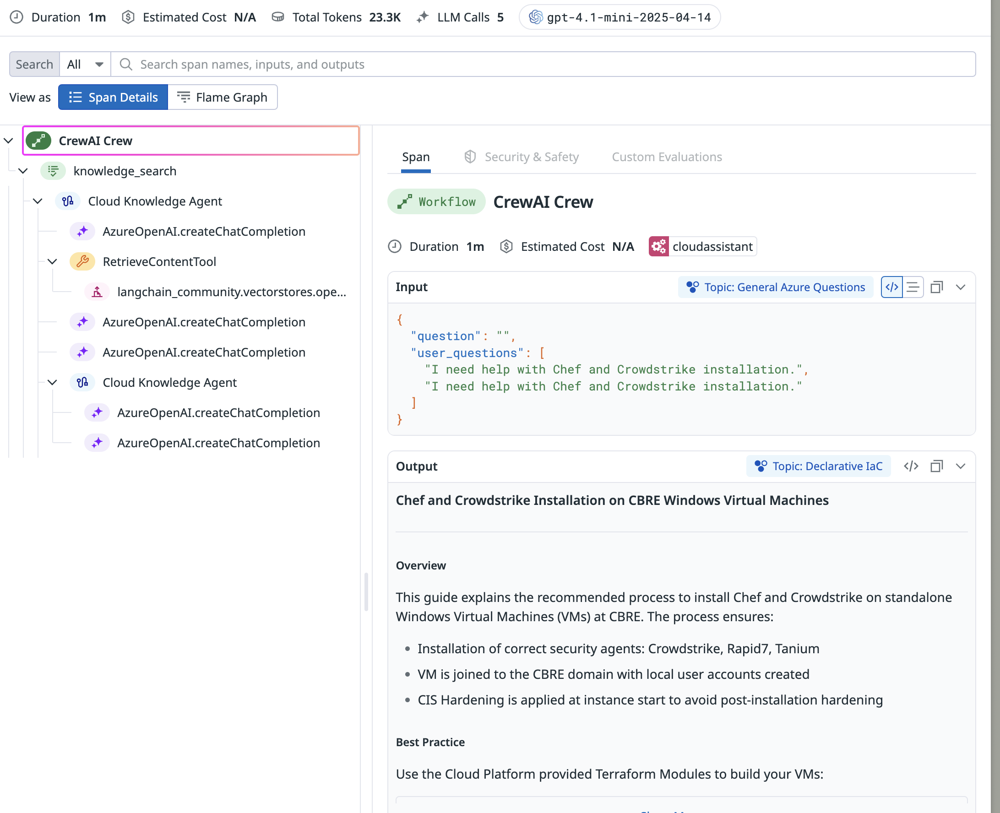 Duration 1m Estimated Cost N/A Total Tokens 23.3K LLM Calls 5 gpt-4.1-mini-2025-04-14
Search All Search span names, inputs, and outputs
View as Span Details Flame Graph
CrewAI Crew
knowledge_search
Cloud Knowledge Agent
AzureOpenAI.createChatCompletion
RetrieveContentTool
langchain_community.vectorstores.ope...
AzureOpenAI.createChatCompletion
AzureOpenAI.createChatCompletion
Cloud Knowledge Agent
AzureOpenAI.createChatCompletion
AzureOpenAI.createChatCompletion
Span Security & Safety Custom Evaluations
Workflow CrewAI Crew
Duration 1m Estimated Cost N/A cloudassistant
Input Topic: General Azure Questions </>
{
"question": "",
"user_questions": [
"I need help with Chef and Crowdstrike installation.",
"I need help with Chef and Crowdstrike installation."
]
}
Output Topic: Declarative IaC </>
Chef and Crowdstrike Installation on CBRE Windows Virtual Machines
Overview
This guide explains the recommended process to install Chef and Crowdstrike on standalone
Windows Virtual Machines (VMs) at CBRE. The process ensures:
• Installation of correct security agents: Crowdstrike, Rapid7, Tanium
• VM is joined to the CBRE domain with local user accounts created
• CIS Hardening is applied at instance start to avoid post-installation hardening
Best Practice
Use the Cloud Platform provided Terraform Modules to build your VMs: